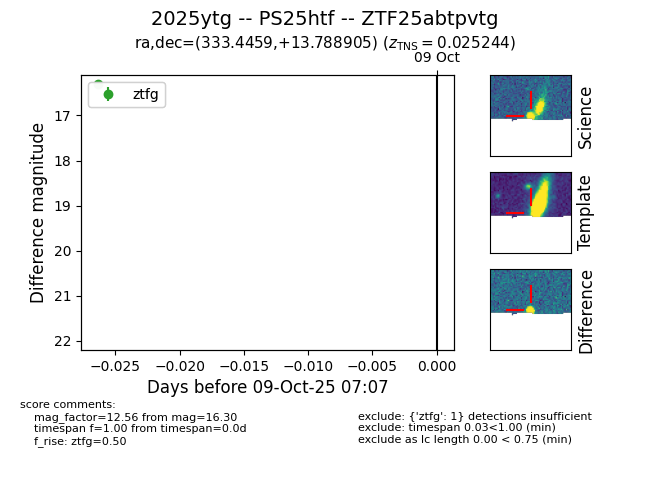 2025ytg -- PS25htf -- ZTF25abtpvtg
ra,dec=(333.4459,+13.788905) (zTNS = 0.025244)
09 Oct
ztfg
17
18
19
20
21
22
Difference magnitude
−0.025
−0.020
−0.015
−0.010
−0.005
0.000
Days before 09-Oct-25 07:07
Science
Template
Difference
score comments:
mag_factor=12.56 from mag=16.30
timespan f=1.00 from timespan=0.0d
f_rise: ztfg=0.50
exclude: {'ztfg': 1} detections insufficient
exclude: timespan 0.03<1.00 (min)
exclude as lc length 0.00 < 0.75 (min)